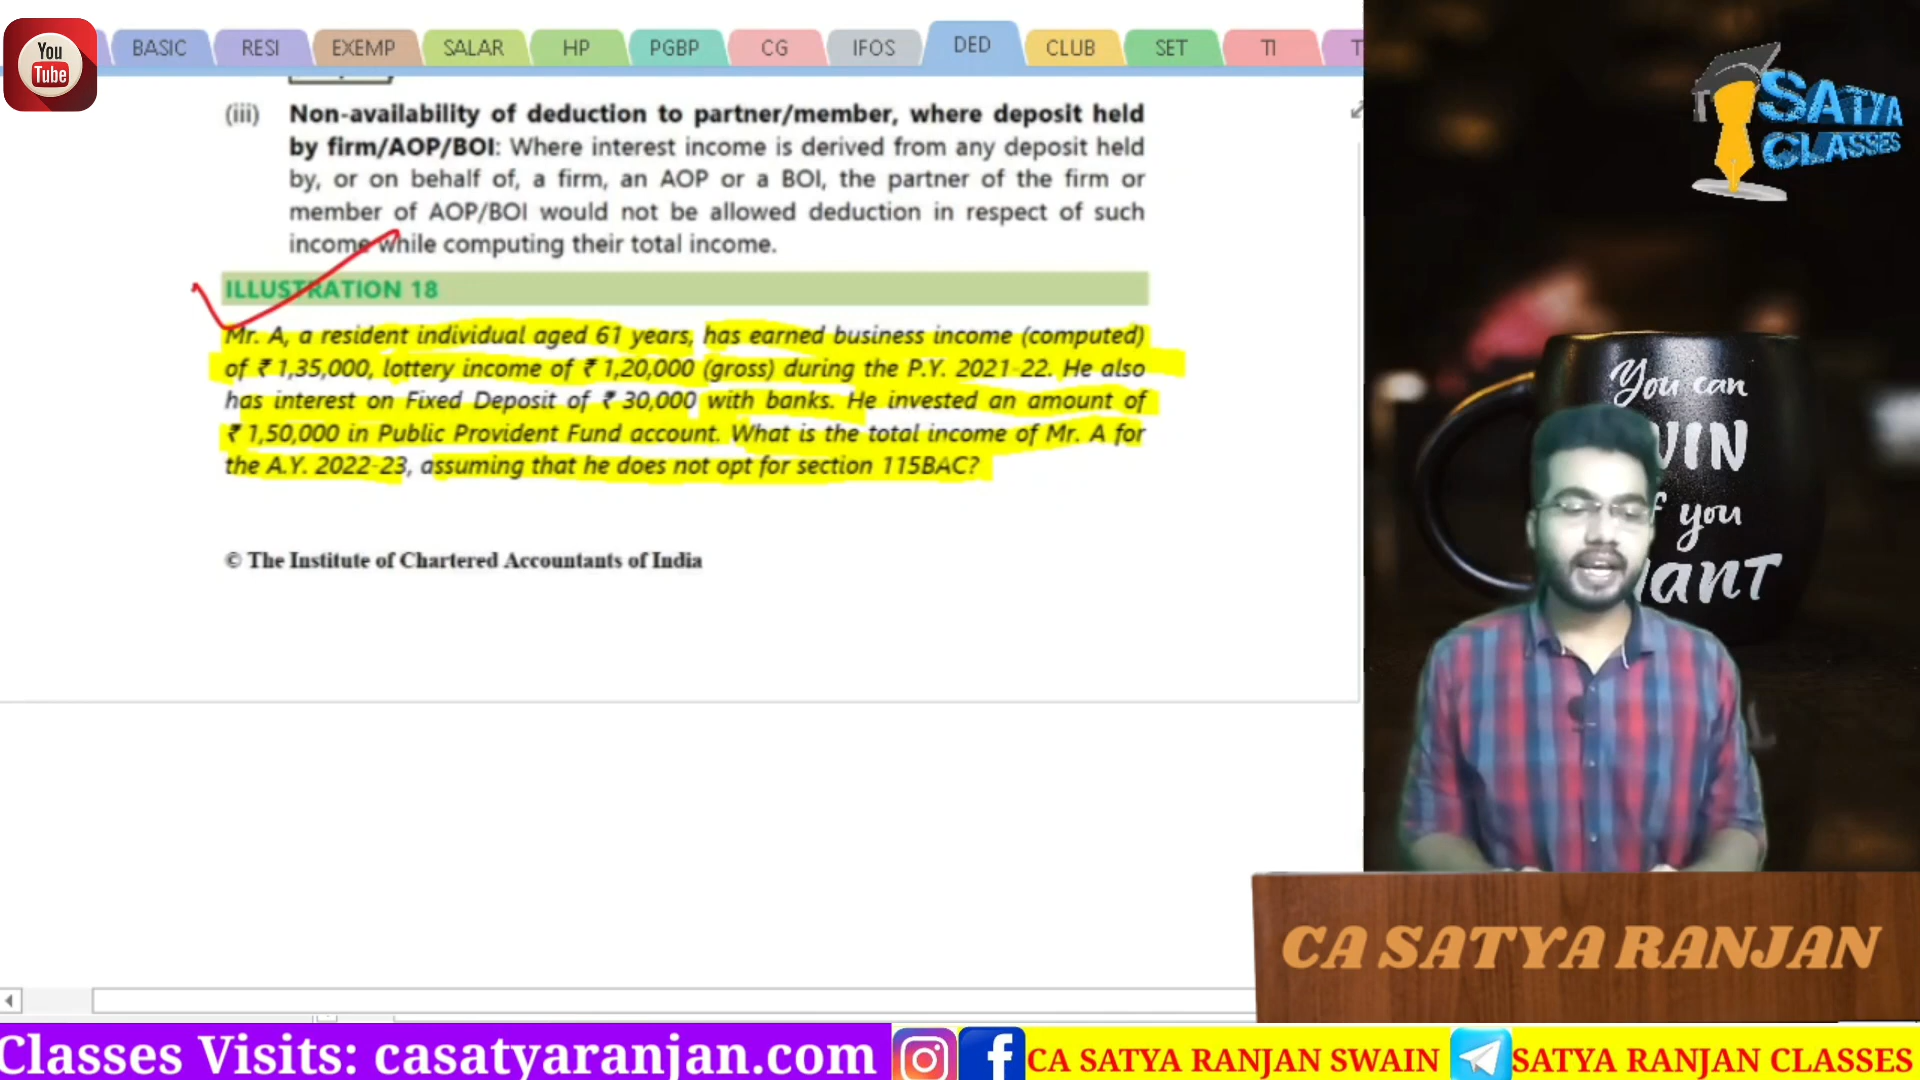 You
Tube
BASIC RESI EXEMP SALAR HP PGBP CG IFOS DED CLUB SET TI T
(iii) Non-availability of deduction to partner/member, where deposit held
by firm/AOP/BOI: Where interest income is derived from any deposit held
by, or on behalf of, a firm, an AOP or a BOI, the partner of the firm or
member of AOP/BOI would not be allowed deduction in respect of such
income while computing their total income.
ILLUSTRATION 18
Mr. A, a resident individual aged 61 years, has earned business income (computed)
of ₹ 1,35,000, lottery income of ₹ 1,20,000 (gross) during the P.Y. 2021-22. He also
has interest on Fixed Deposit of ₹ 30,000 with banks. He invested an amount of
₹ 1,50,000 in Public Provident Fund account. What is the total income of Mr. A for
the A.Y. 2022-23, assuming that he does not opt for section 115BAC?
© The Institute of Chartered Accountants of India
SATYA
CLASSES
You can
WIN
if you
WANT
CA SATYA RANJAN
Classes Visits: casatyaranjan.com
CA SATYA RANJAN SWAIN
SATYA RANJAN CLASSES